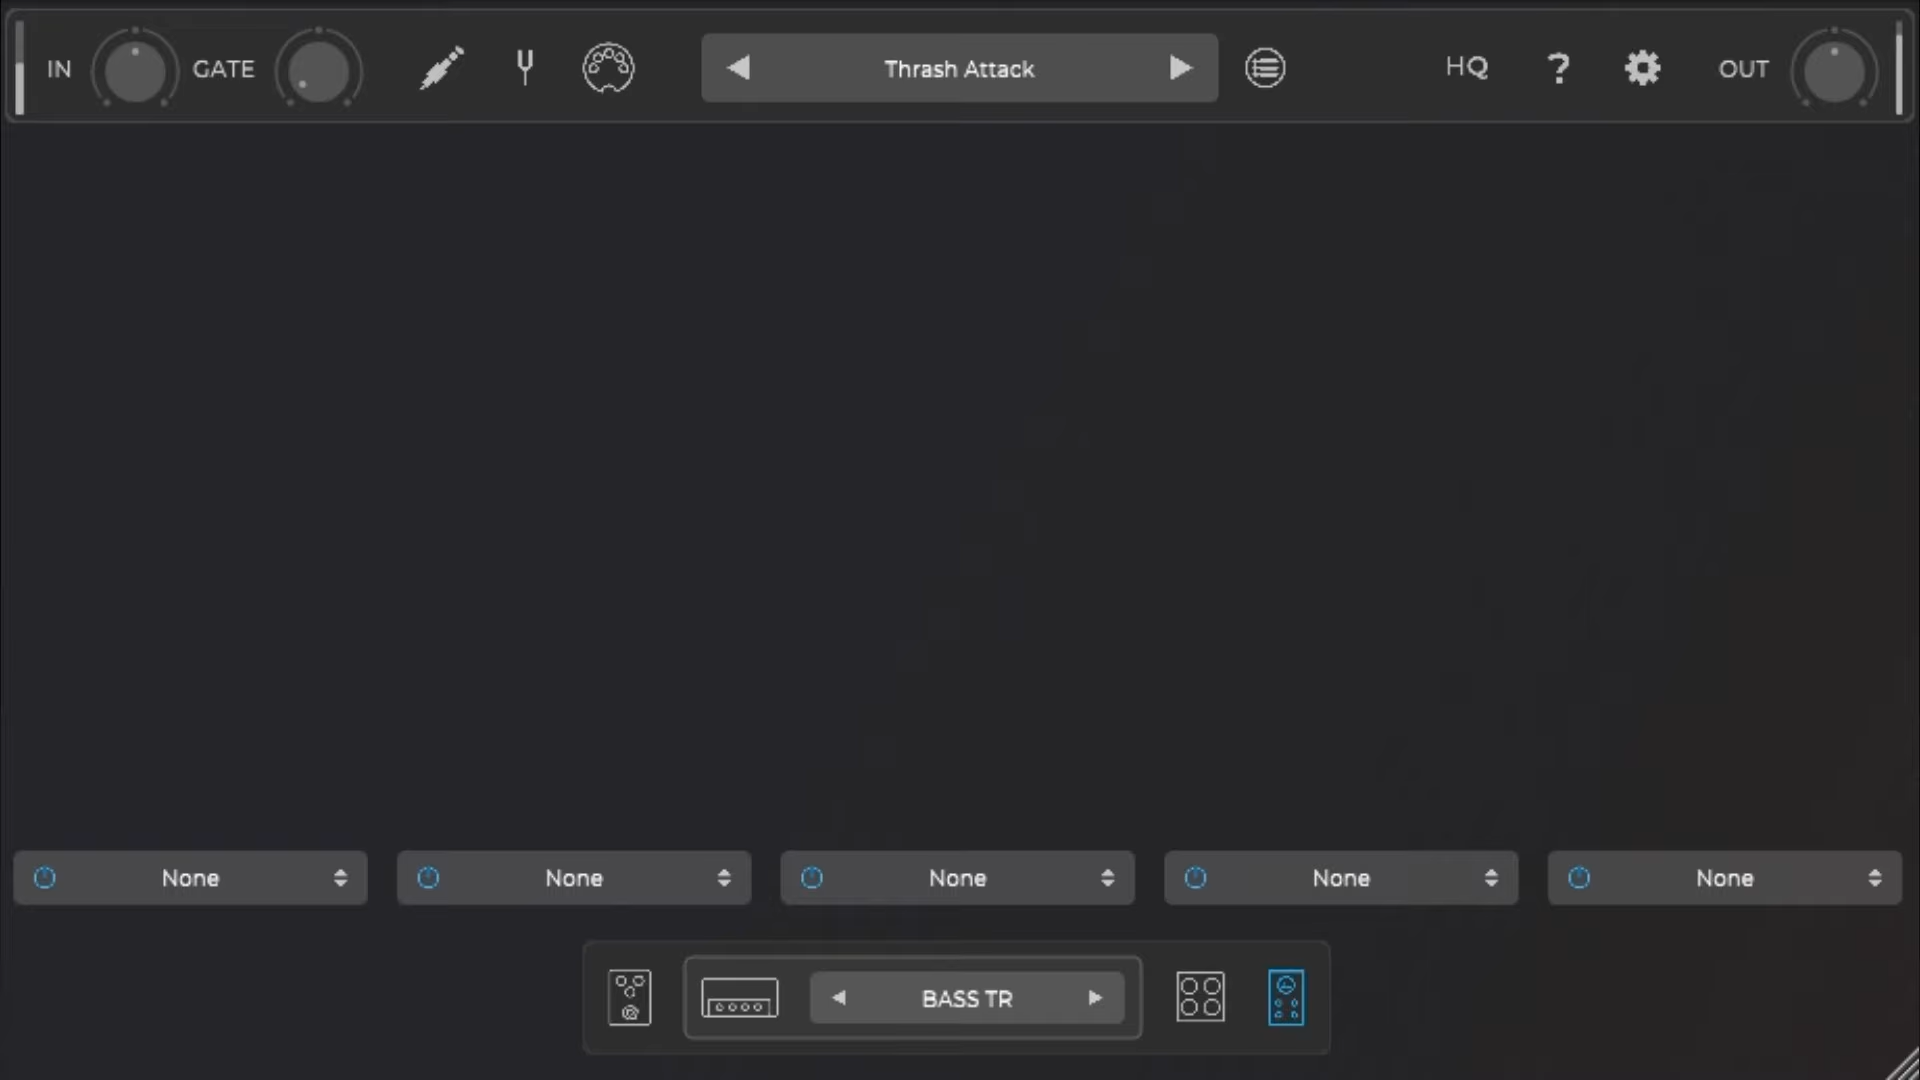 IN
GATE
Thrash Attack
HQ
?
OUT
None
None
None
None
None
BASS TR